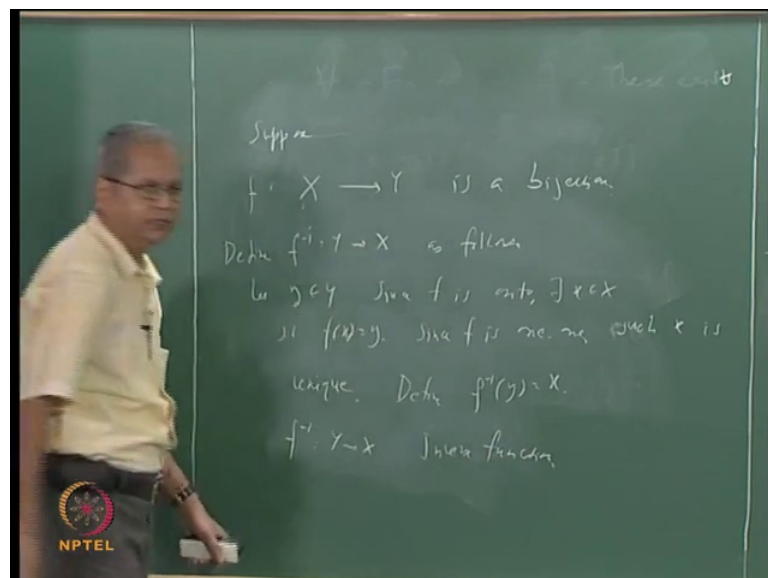 ∀ - F There exist
Suppose
f : X → Y is a bijection.
Define f⁻¹ : Y → X as follows
Let y ∈ Y Since f is onto, ∃ x ∈ X
st f(x) = y. Since f is one-one such x is
unique. Define f⁻¹(y) = x.
f⁻¹ : Y → X Inverse function
NPTEL